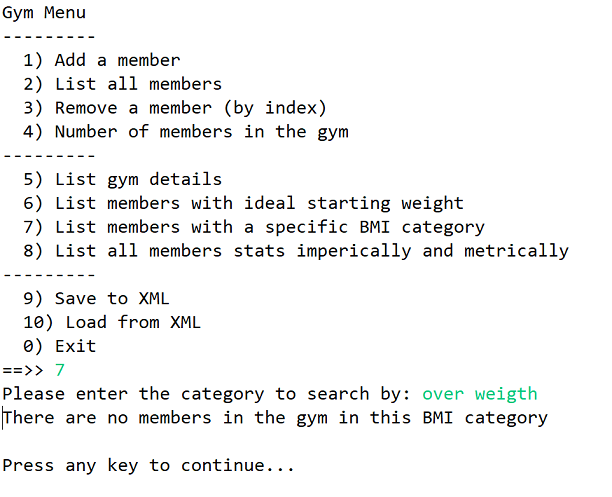 Gym Menu
---------
  1) Add a member
  2) List all members
  3) Remove a member (by index)
  4) Number of members in the gym
---------
  5) List gym details
  6) List members with ideal starting weight
  7) List members with a specific BMI category
  8) List all members stats imperically and metrically
---------
  9) Save to XML
  10) Load from XML
  0) Exit
==>> 7
Please enter the category to search by: over weigth
There are no members in the gym in this BMI category

Press any key to continue...